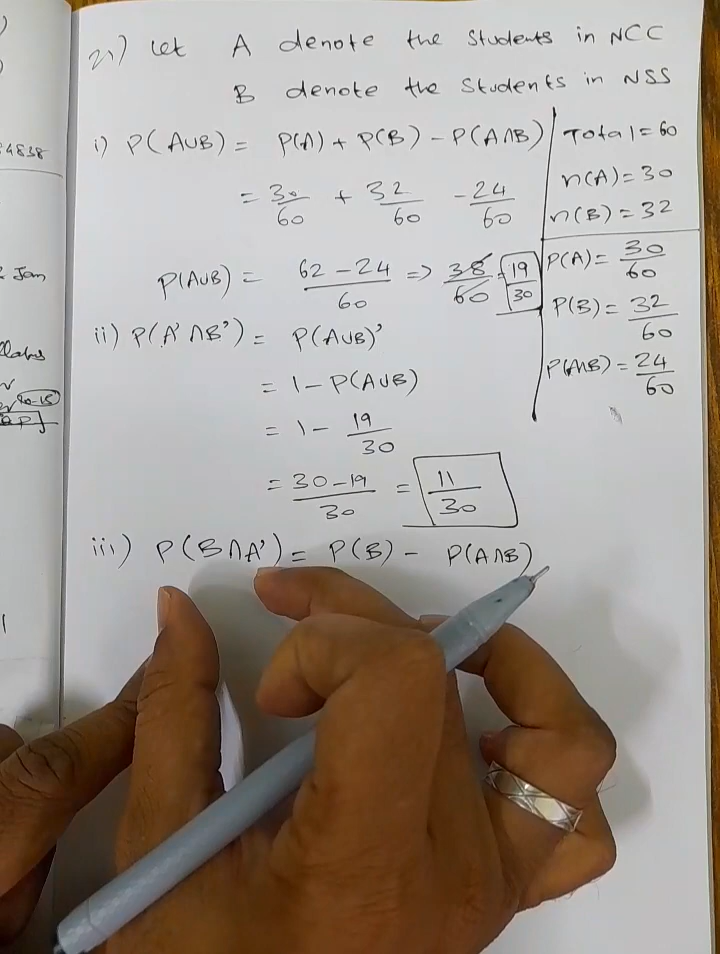 21) Let A denote the Students in NCC
B denote the Students in NSS
i) P(A∪B) = P(A) + P(B) - P(A∩B)
= 30/60 + 32/60 - 24/60
P(A∪B) = 62-24/60 => 38/60 = 19/30
ii) P(A'∩B') = P(A∪B)'
= 1 - P(A∪B)
= 1 - 19/30
= 30-19/30 = 11/30
iii) P(B∩A') = P(B) - P(A∩B)
Total = 60
n(A) = 30
n(B) = 32
P(A) = 30/60
P(B) = 32/60
P(A∩B) = 24/60
4838
Jan